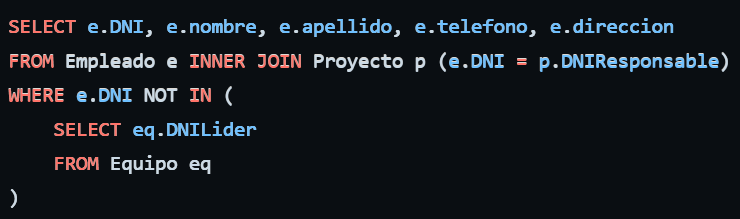 SELECT e.DNI, e.nombre, e.apellido, e.telefono, e.direccion
FROM Empleado e INNER JOIN Proyecto p (e.DNI = p.DNIResponsable)
WHERE e.DNI NOT IN (
    SELECT eq.DNILider
    FROM Equipo eq
)